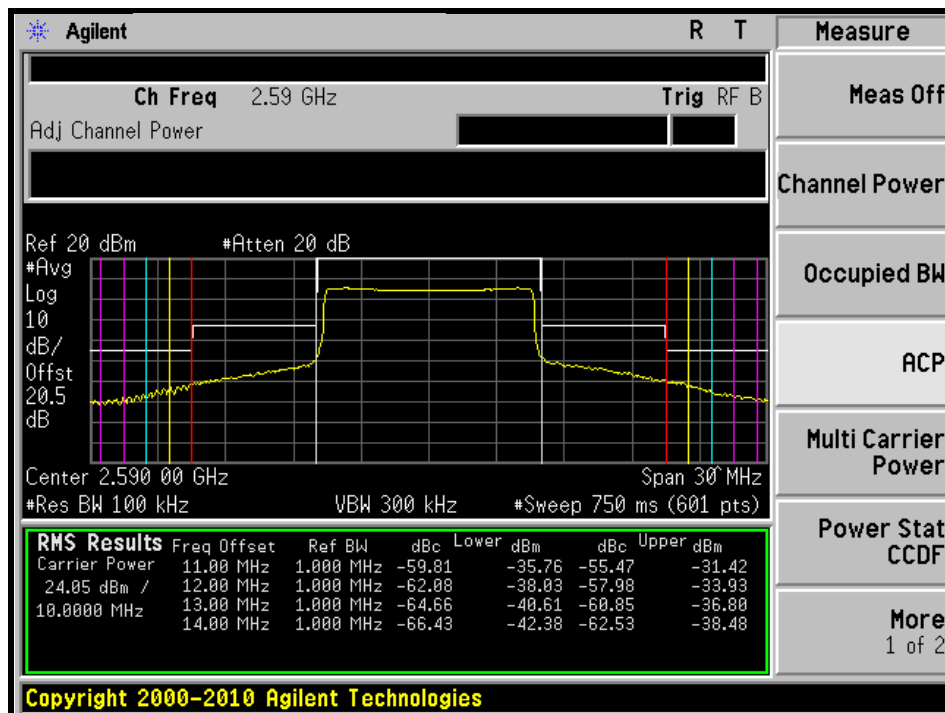 Agilent R T Measure
Ch Freq 2.59 GHz Trig RF B
Adj Channel Power
Meas Off
Channel Power
Occupied BW
ACP
Multi Carrier
Power
Power Stat
CCDF
More
1 of 2
Ref 20 dBm #Atten 20 dB
#Avg
Log
10
dB/
Offst
20.5
dB
Center 2.590 00 GHz Span 30 MHz
#Res BW 100 kHz VBW 300 kHz #Sweep 750 ms (601 pts)
RMS Results Freq Offset Ref BW dBc Lower dBm dBc Upper dBm
Carrier Power 11.00 MHz 1.000 MHz -59.81 -35.76 -55.47 -31.42
24.05 dBm / 12.00 MHz 1.000 MHz -62.08 -38.03 -57.98 -33.93
10.0000 MHz 13.00 MHz 1.000 MHz -64.66 -40.61 -60.85 -36.80
14.00 MHz 1.000 MHz -66.43 -42.38 -62.53 -38.48
Copyright 2000-2010 Agilent Technologies